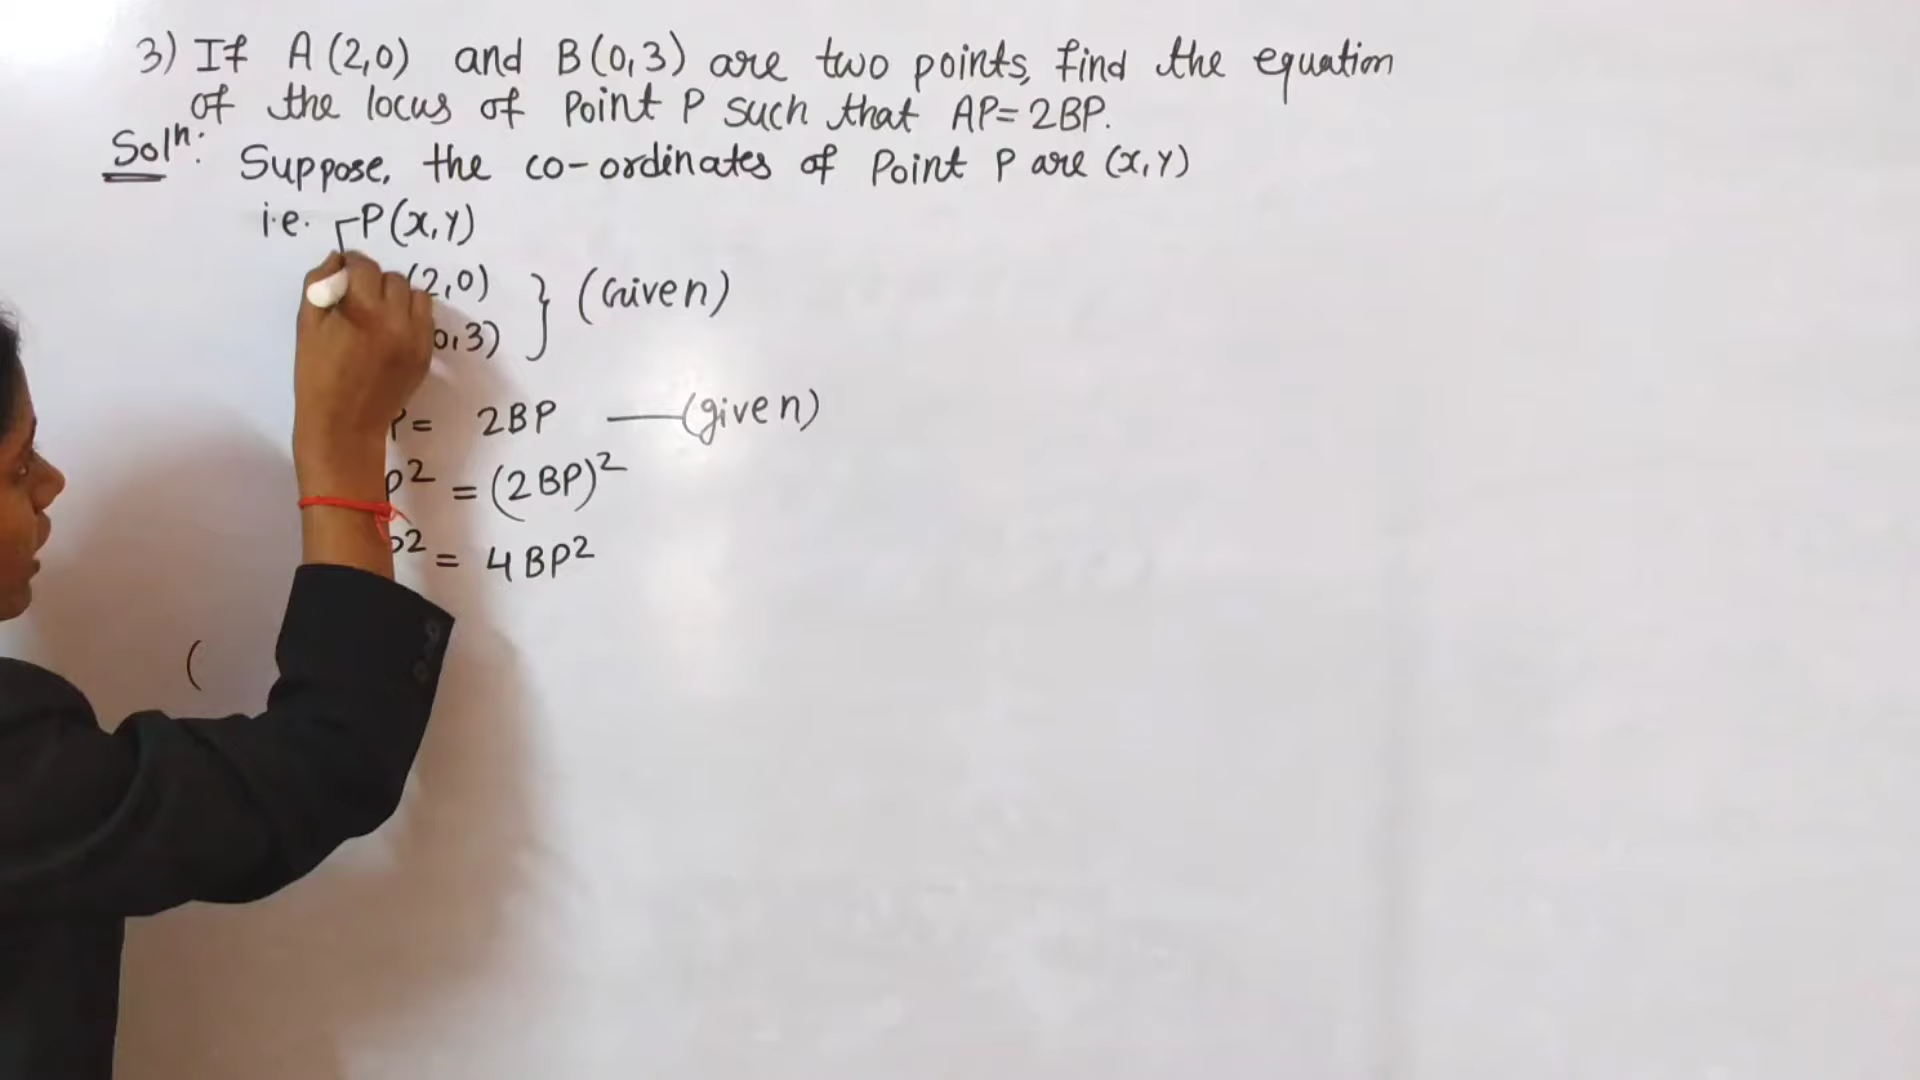 3) If A (2,0) and B(0,3) are two points, find the equation
of the locus of Point P such that AP=2BP.
Solⁿ: Suppose, the co-ordinates of Point P are (x,y)
i.e. P(x,y)
(2,0) } (Given)
0,3)
P = 2BP —(given)
P² = (2BP)²
P² = 4BP²
(